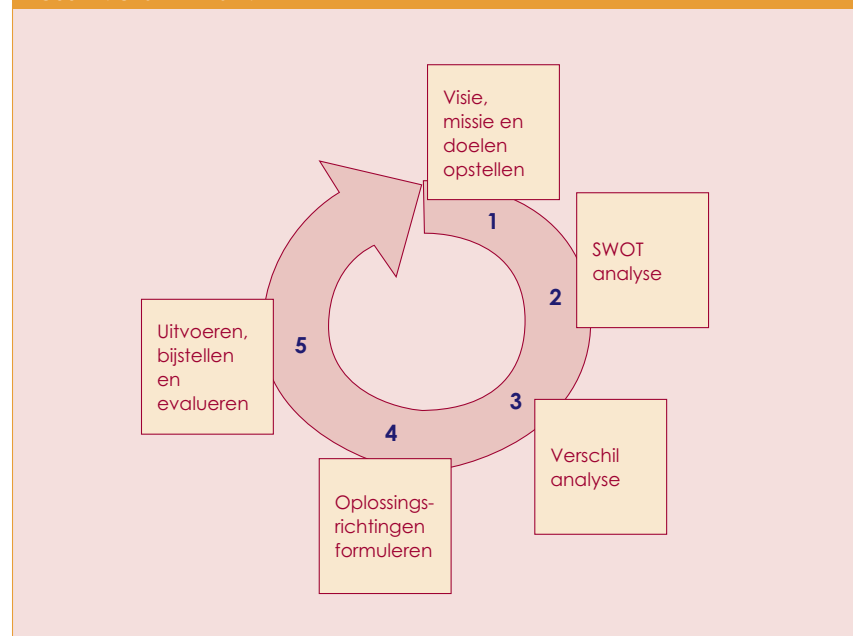 Visie,
missie en
doelen
opstellen
1
SWOT
analyse
2
3
Verschil
analyse
4
Oplossings-
richtingen
formuleren
5
Uitvoeren,
bijstellen
en
evalueren